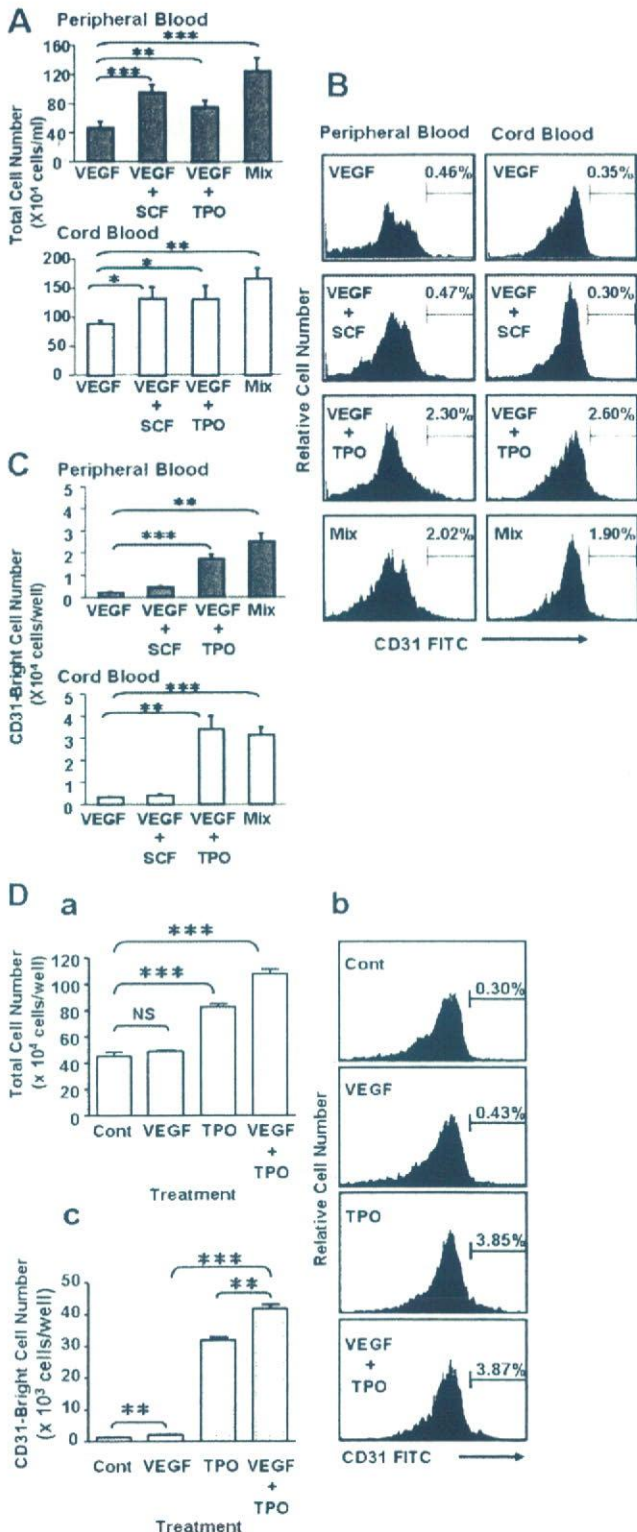 A
Peripheral Blood
Total Cell Number
(X10⁴ cells/ml)
160
120
80
40
0
***
**
***
VEGF VEGF VEGF Mix
+ +
SCF TPO
Cord Blood
200
150
100
50
0
**
*
*
VEGF VEGF VEGF Mix
+ +
SCF TPO
B
Peripheral Blood Cord Blood
Relative Cell Number
VEGF 0.46%
VEGF 0.35%
VEGF + SCF 0.47%
VEGF + SCF 0.30%
VEGF + TPO 2.30%
VEGF + TPO 2.60%
Mix 2.02%
Mix 1.90%
CD31 FITC
C
Peripheral Blood
CD31-Bright Cell Number
(X10⁴ cells/well)
5
4
3
2
1
0
**
***
VEGF VEGF VEGF Mix
+ +
SCF TPO
Cord Blood
5
4
3
2
1
0
***
**
VEGF VEGF VEGF Mix
+ +
SCF TPO
D
a
Total Cell Number
(x 10⁴ cells/well)
120
100
80
60
40
20
0
***
***
NS
Cont VEGF TPO VEGF
+
TPO
Treatment
b
Relative Cell Number
Cont
0.30%
VEGF
0.43%
TPO
3.85%
VEGF
+
TPO
3.87%
CD31 FITC
c
CD31-Bright Cell Number
(x 10³ cells/well)
50
40
30
20
10
0
***
**
**
Cont VEGF TPO VEGF
+
TPO
Treatment